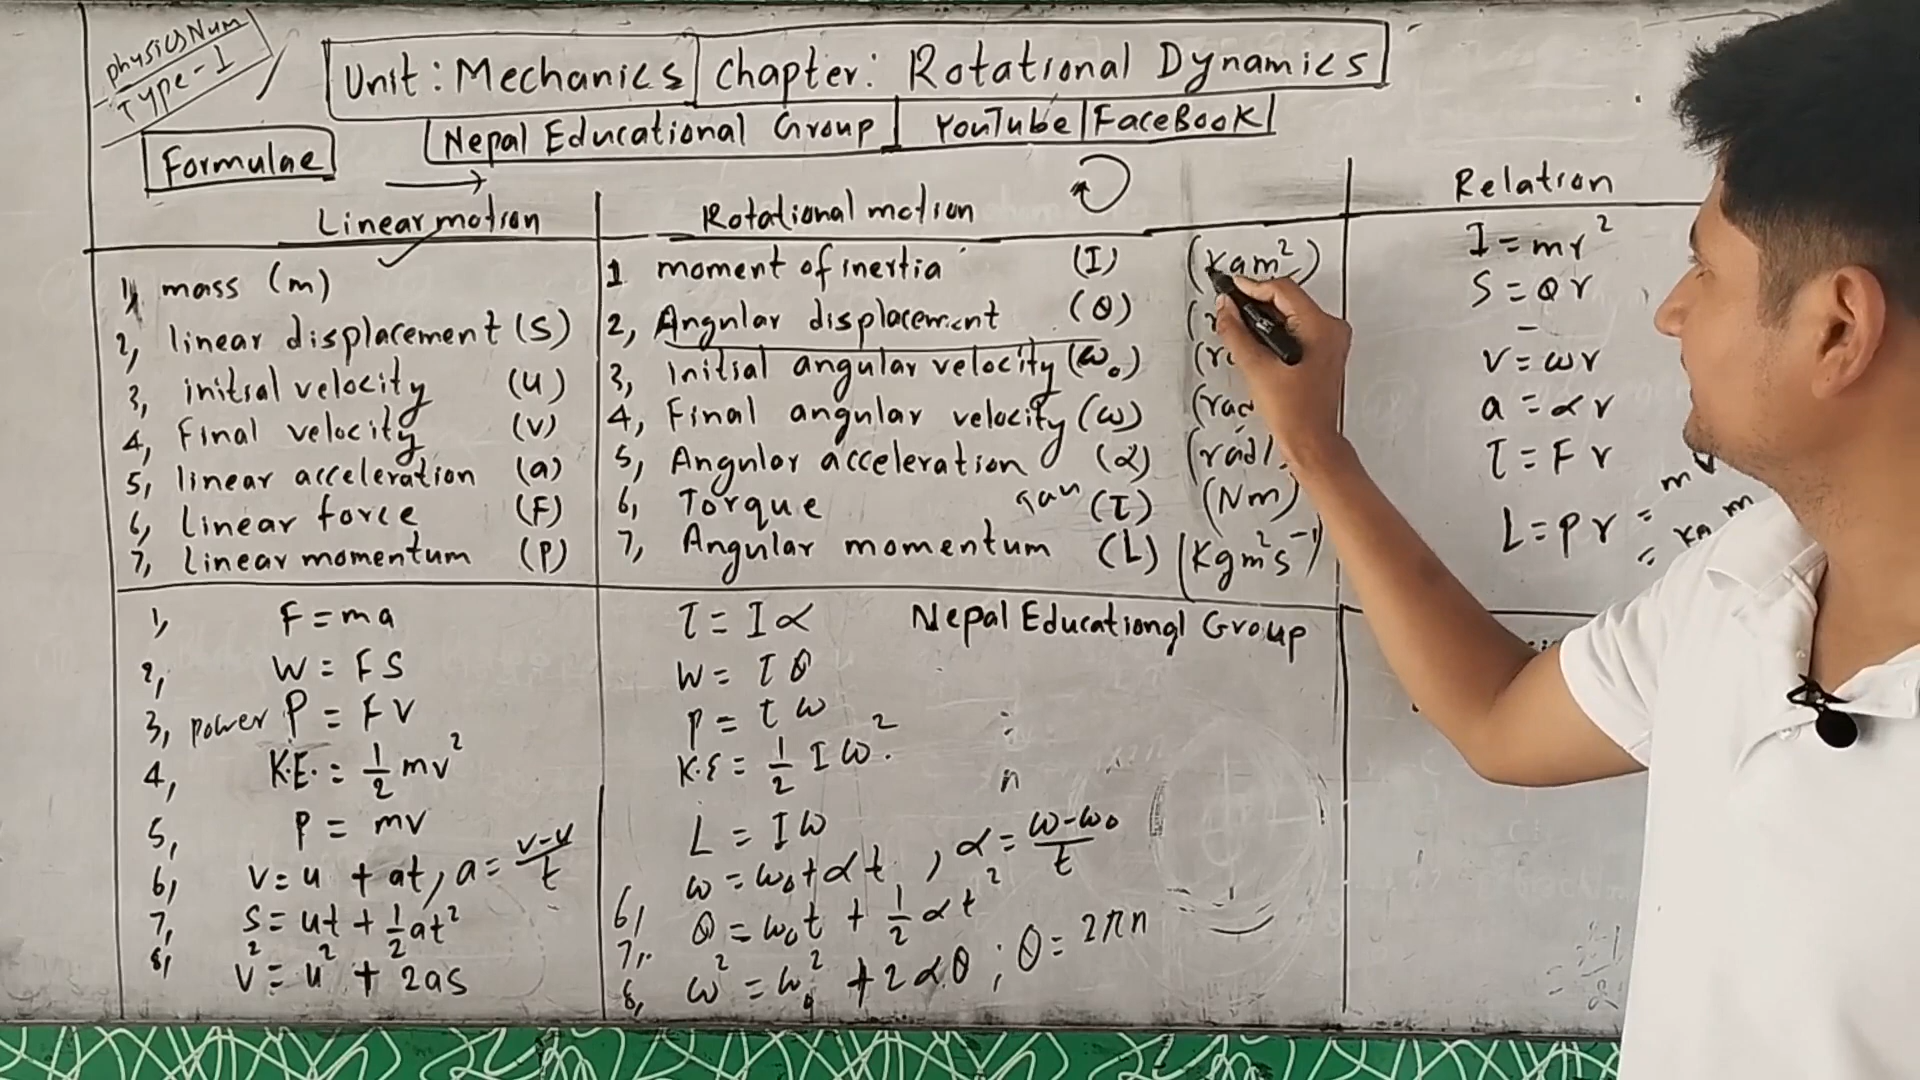 PhysicsNum
Type-I
Unit: Mechanics Chapter: Rotational Dynamics
Nepal Educational Group YouTube FaceBook
Formulae
Linear motion
1, mass (m)
2, linear displacement (S)
3, initial velocity (u)
4, Final velocity (v)
5, linear acceleration (a)
6, Linear force (F)
7, Linear momentum (p)
Rotational motion
1 moment of inertia (I) (Kgm²)
2, Angular displacement (θ)
3, Initial angular velocity (ω₀)
4, Final angular velocity (ω) (rad
5, Angular acceleration (α) (rad/
6, Torque (τ) (Nm)
7, Angular momentum (L) (Kgm²s⁻¹)
Relation
I = mr²
S = θr
v = ωr
a = αr
τ = Fr
L = pr =
1, F = ma
2, W = FS
3, power P = FV
4, K.E. = 1/2 mv²
5, P = mv
6, v = u + at, a = v-u/t
7, S = ut + 1/2 at²
8, v² = u² + 2as
τ = Iα Nepal Educational Group
W = τθ
P = τω
K.E = 1/2 Iω².
L = Iω
ω = ω₀ + αt, α = ω-ω₀/t
6, θ = ω₀t + 1/2 αt²
7,
8, ω² = ω₀² + 2αθ ; θ = 2πn